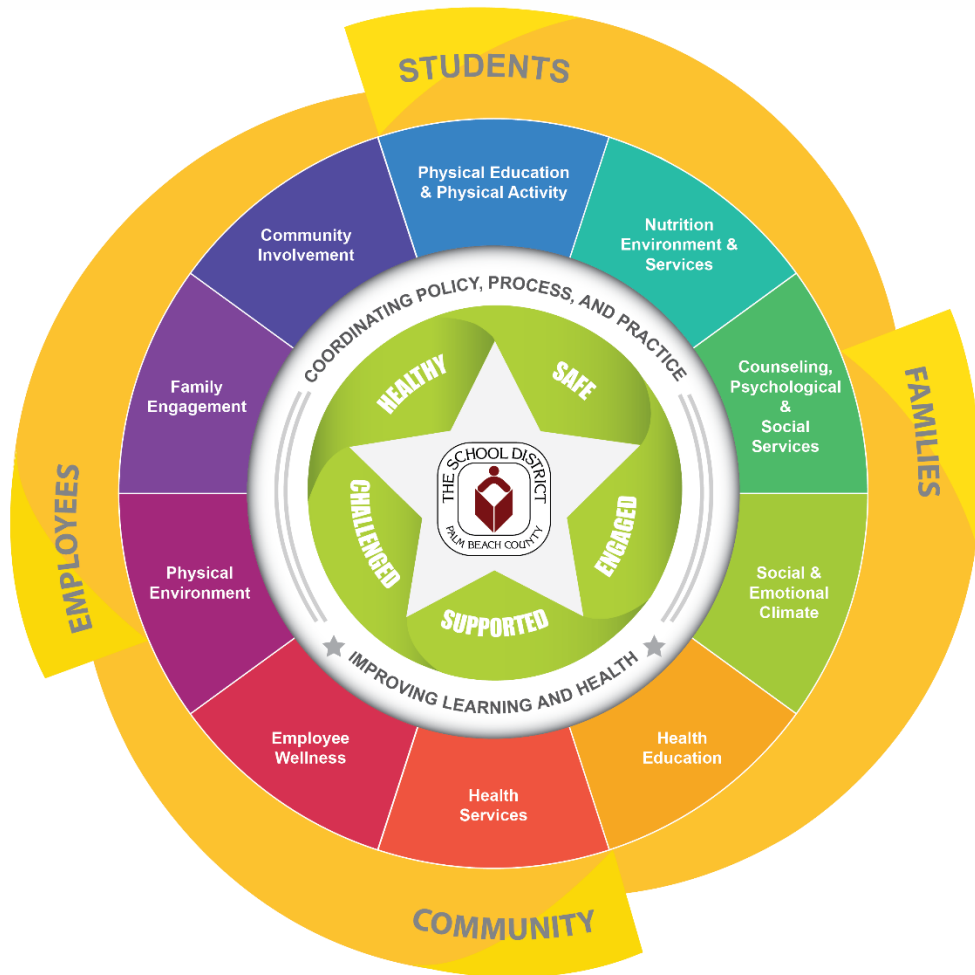 STUDENTS
FAMILIES
COMMUNITY
EMPLOYEES
Physical Education
& Physical Activity
Nutrition
Environment &
Services
Counseling,
Psychological
&
Social
Services
Social &
Emotional
Climate
Health
Education
Health
Services
Employee
Wellness
Physical
Environment
Family
Engagement
Community
Involvement
COORDINATING POLICY, PROCESS, AND PRACTICE
IMPROVING LEARNING AND HEALTH
HEALTHY
SAFE
ENGAGED
SUPPORTED
CHALLENGED
THE SCHOOL DISTRICT
PALM BEACH COUNTY